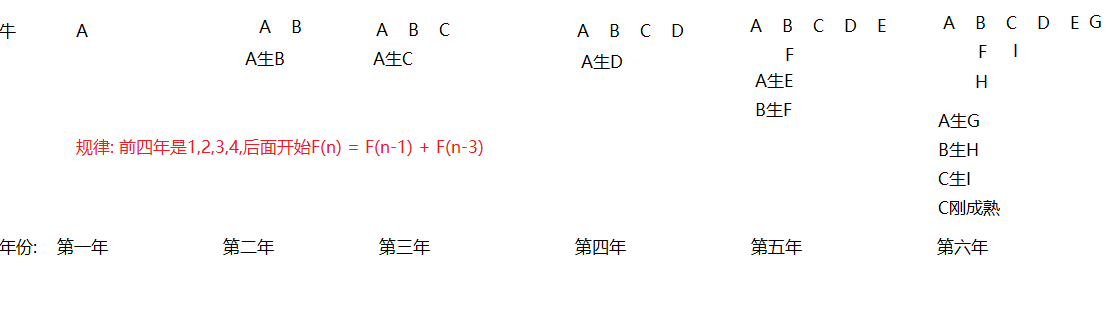 牛 A A B A B C A B C D A B C D E A B C D E G
F F I
A生B A生C A生D
A生E H
B生F
A生G
规律: 前四年是1,2,3,4,后面开始F(n) = F(n-1) + F(n-3)
B生H
C生I
C刚成熟
年份: 第一年 第二年 第三年 第四年 第五年 第六年